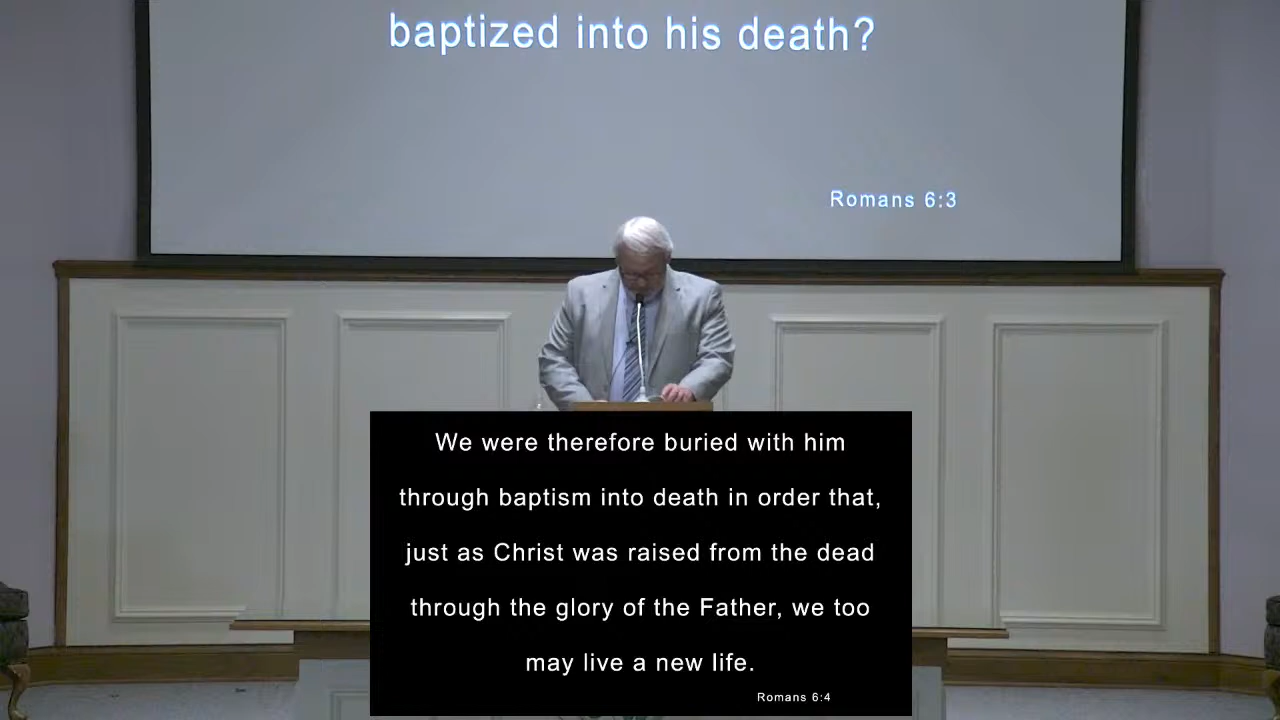 baptized into his death?
Romans 6:3
We were therefore buried with him
through baptism into death in order that,
just as Christ was raised from the dead
through the glory of the Father, we too
may live a new life.
Romans 6:4